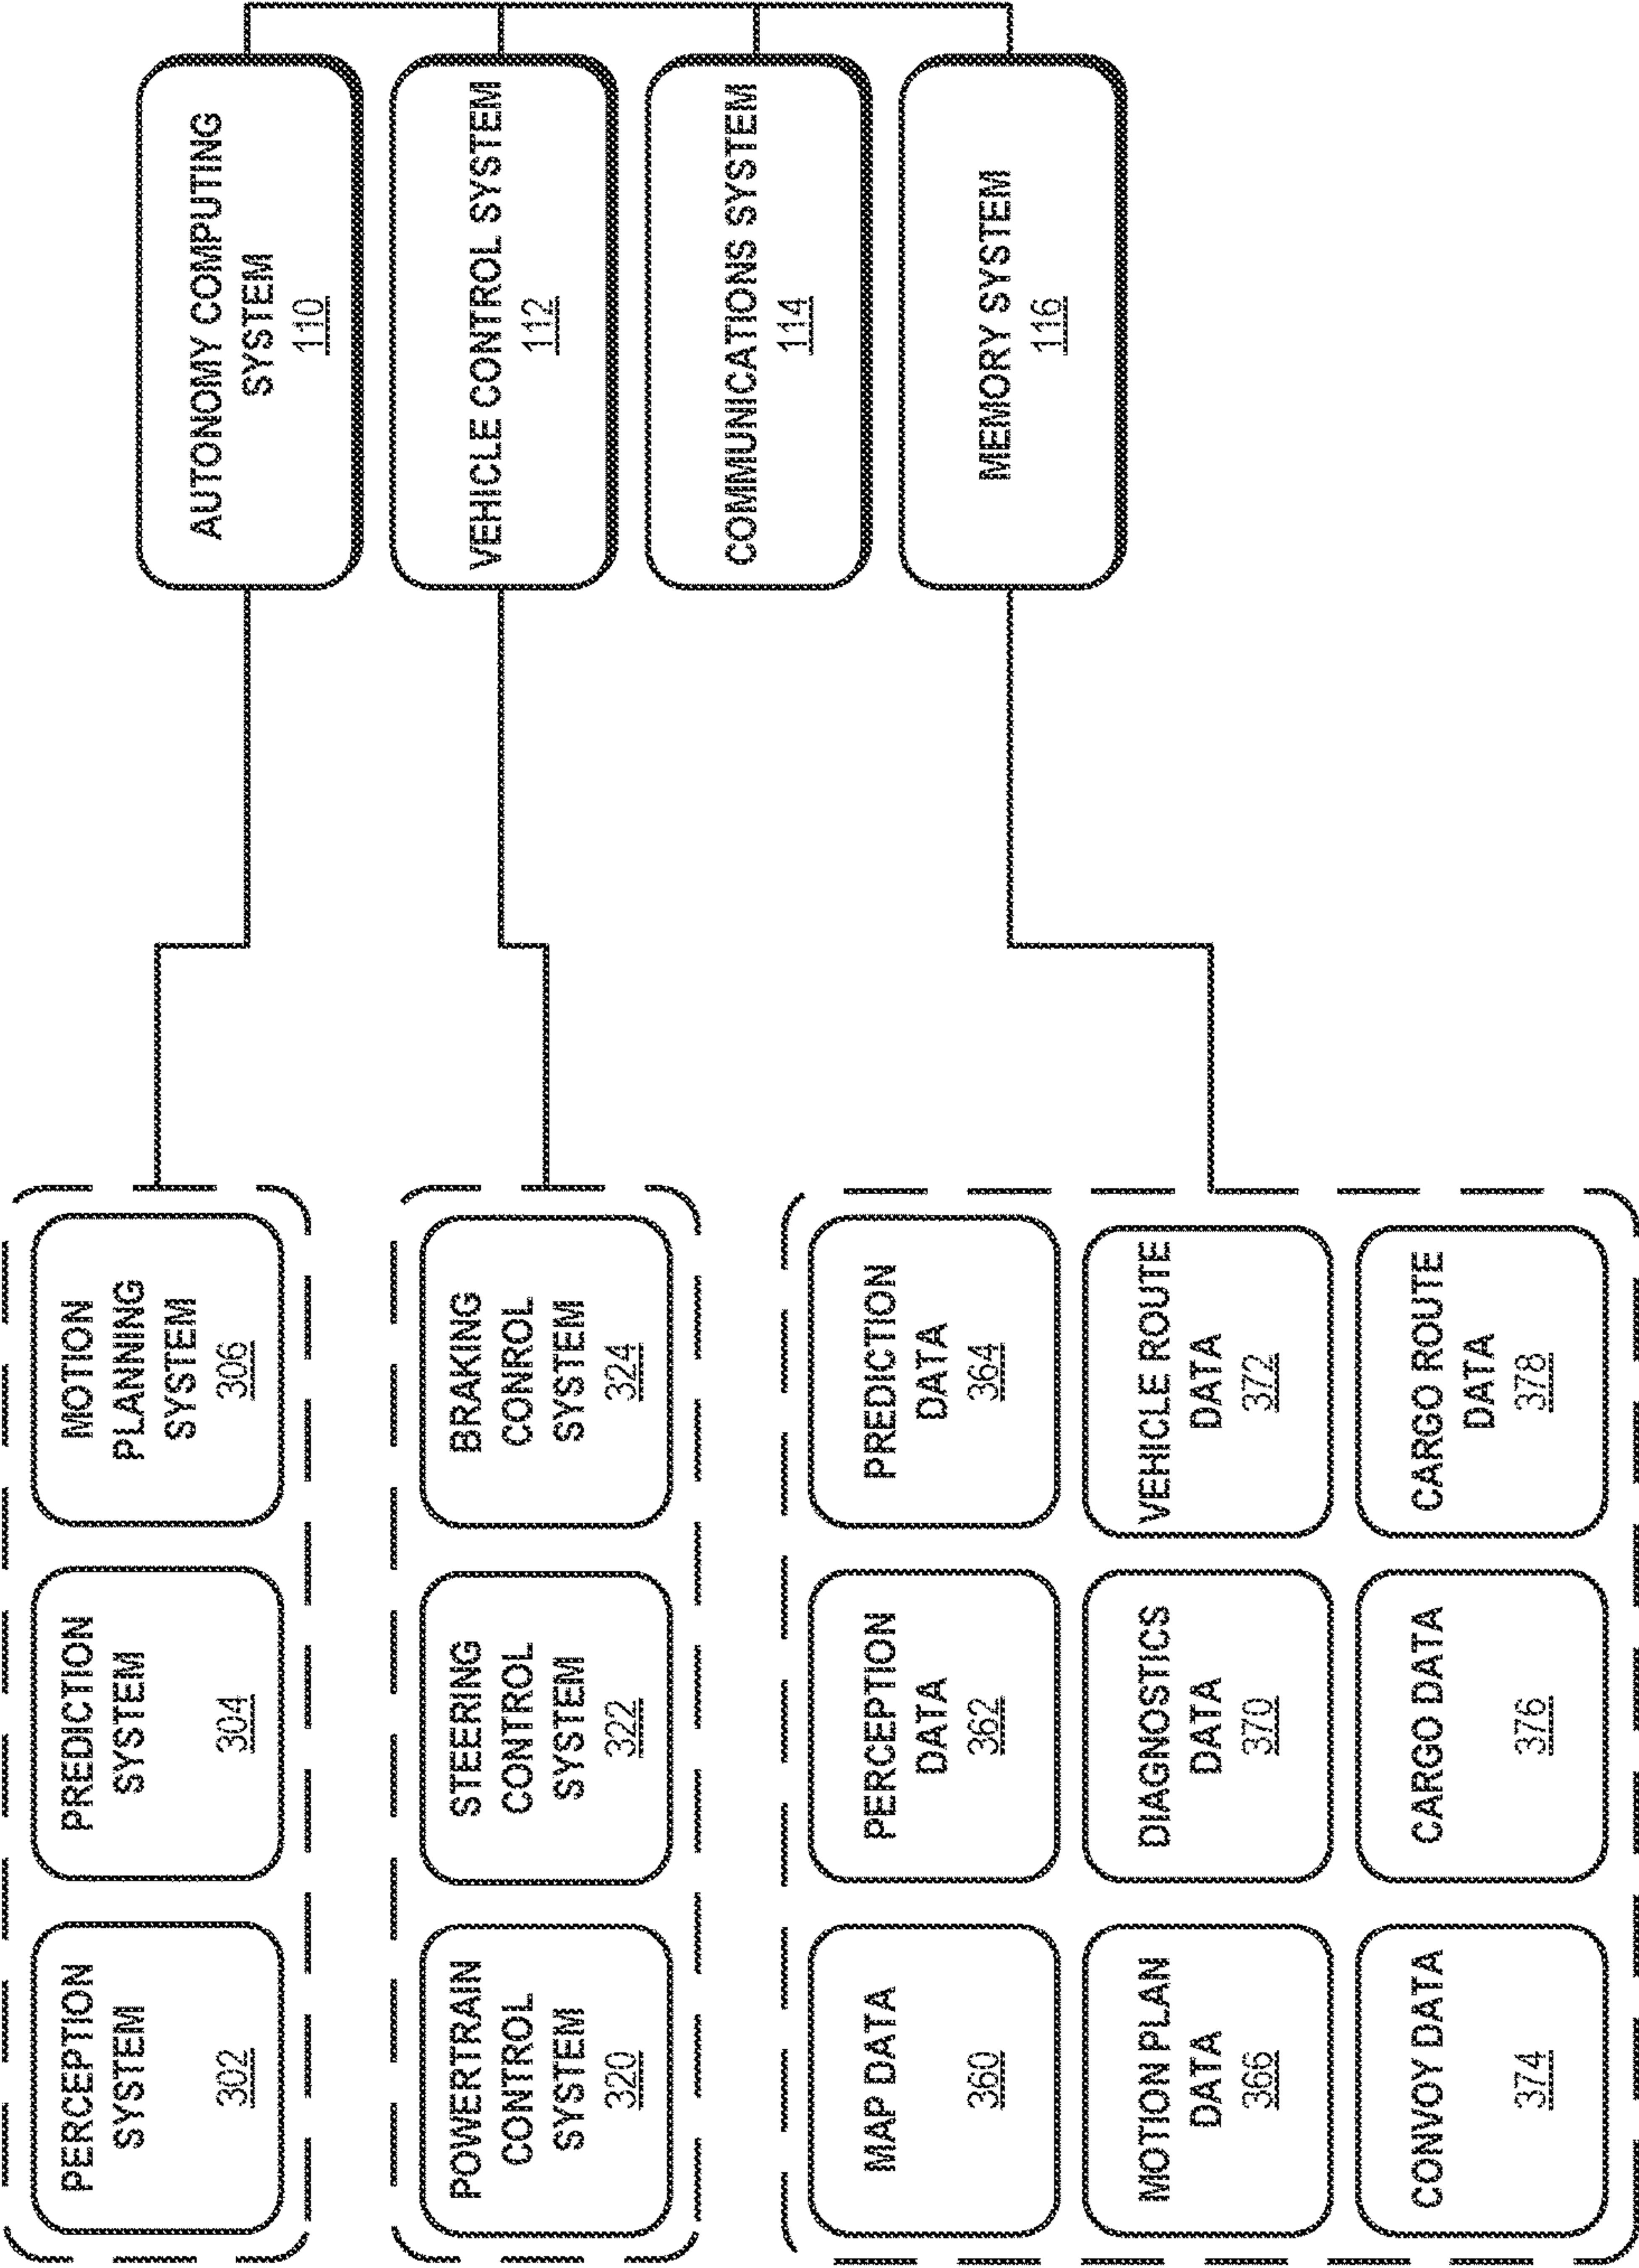 PERCEPTION
SYSTEM
302
PREDICTION
SYSTEM
304
MOTION
PLANNING
SYSTEM
306
AUTONOMY COMPUTING
SYSTEM
110
POWERTRAIN
CONTROL
SYSTEM
320
STEERING
CONTROL
SYSTEM
322
BRAKING
CONROL
SYSTEM
324
VEHICLE CONTROL SYSTEM
112
COMMUNICATIONS SYSTEM
114
MAP DATA
360
PERCEPTION
DATA
362
PREDICTION
DATA
364
MEMORY SYSTEM
116
MOTION PLAN
DATA
366
DIAGNOSTICS
DATA
370
VEHICLE ROUTE
DATA
372
CONVOY DATA
374
CARGO DATA
376
CARGO ROUTE
DATA
378